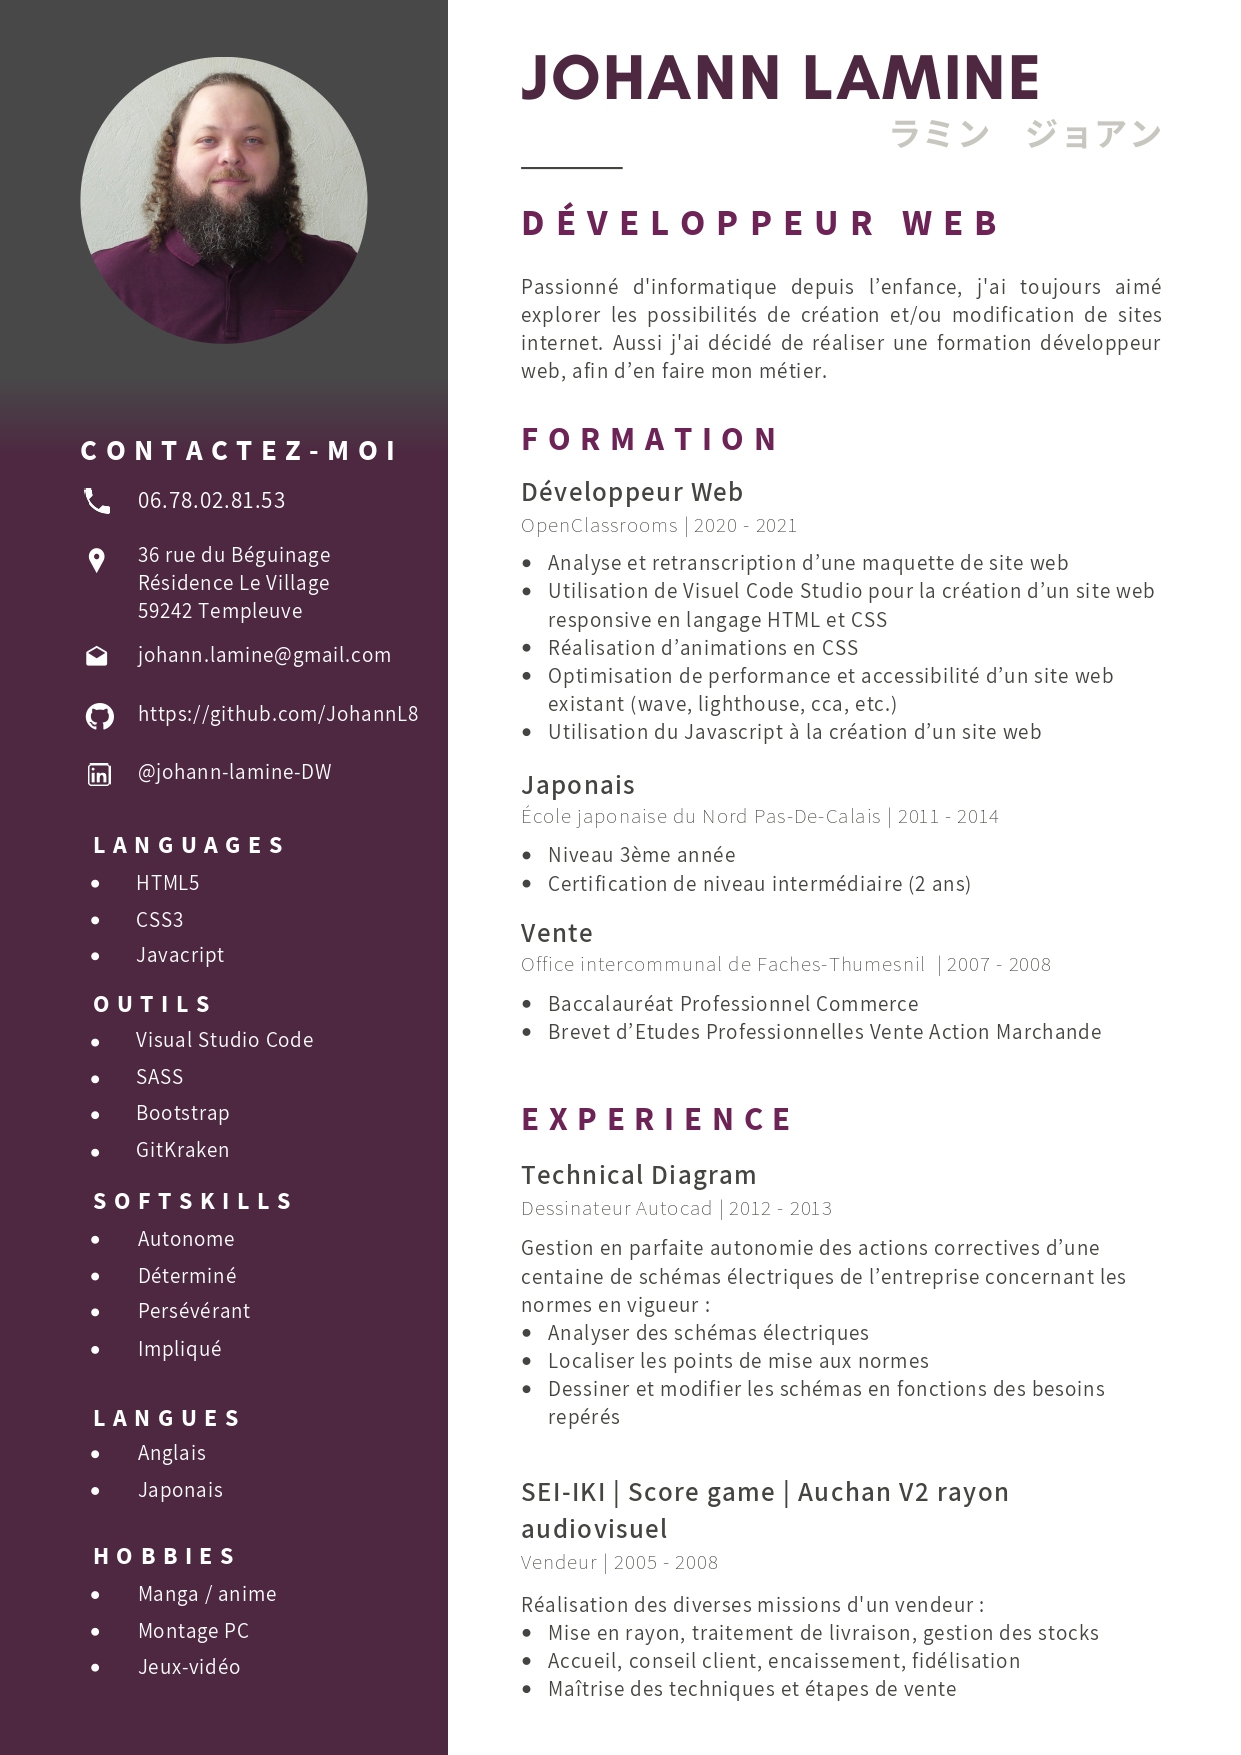 JOHANN LAMINE
ラミン　ジョアン
DÉVELOPPEUR WEB
Passionné d'informatique depuis l’enfance, j'ai toujours aimé
explorer les possibilités de création et/ou modification de sites
internet. Aussi j'ai décidé de réaliser une formation développeur
web, afin d’en faire mon métier.
FORMATION
Développeur Web
OpenClassrooms | 2020 - 2021
• Analyse et retranscription d’une maquette de site web
• Utilisation de Visuel Code Studio pour la création d’un site web
responsive en langage HTML et CSS
• Réalisation d’animations en CSS
• Optimisation de performance et accessibilité d’un site web
existant (wave, lighthouse, cca, etc.)
• Utilisation du Javascript à la création d’un site web
Japonais
École japonaise du Nord Pas-De-Calais | 2011 - 2014
• Niveau 3ème année
• Certification de niveau intermédiaire (2 ans)
Vente
Office intercommunal de Faches-Thumesnil | 2007 - 2008
• Baccalauréat Professionnel Commerce
• Brevet d’Etudes Professionnelles Vente Action Marchande
EXPERIENCE
Technical Diagram
Dessinateur Autocad | 2012 - 2013
Gestion en parfaite autonomie des actions correctives d’une
centaine de schémas électriques de l’entreprise concernant les
normes en vigueur :
• Analyser des schémas électriques
• Localiser les points de mise aux normes
• Dessiner et modifier les schémas en fonctions des besoins
repérés
SEI-IKI | Score game | Auchan V2 rayon
audiovisuel
Vendeur | 2005 - 2008
Réalisation des diverses missions d'un vendeur :
• Mise en rayon, traitement de livraison, gestion des stocks
• Accueil, conseil client, encaissement, fidélisation
• Maîtrise des techniques et étapes de vente
CONTACTEZ-MOI
06.78.02.81.53
36 rue du Béguinage
Résidence Le Village
59242 Templeuve
johann.lamine@gmail.com
https://github.com/JohannL8
@johann-lamine-DW
LANGUAGES
• HTML5
• CSS3
• Javacript
OUTILS
• Visual Studio Code
• SASS
• Bootstrap
• GitKraken
SOFTSKILLS
• Autonome
• Déterminé
• Persévérant
• Impliqué
LANGUES
• Anglais
• Japonais
HOBBIES
• Manga / anime
• Montage PC
• Jeux-vidéo